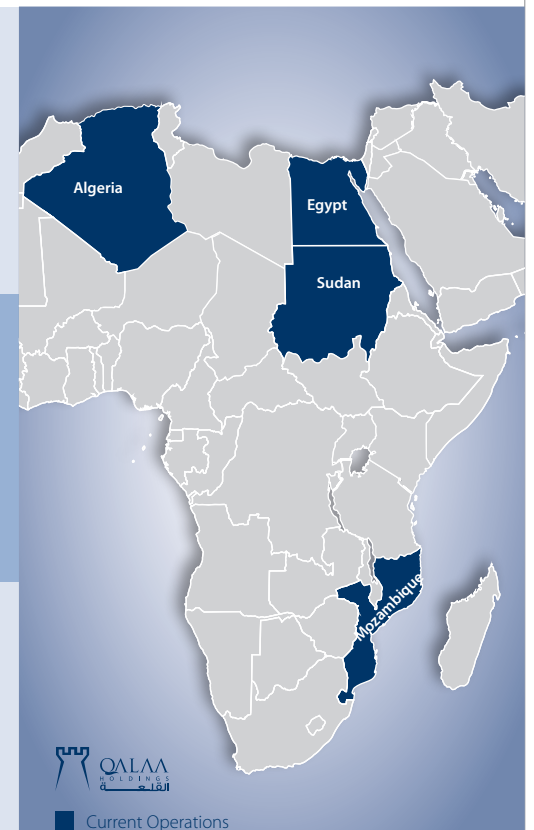 Algeria
Egypt
Sudan
Mozambique
QALAA
HOLDINGS
القلعة
Current Operations